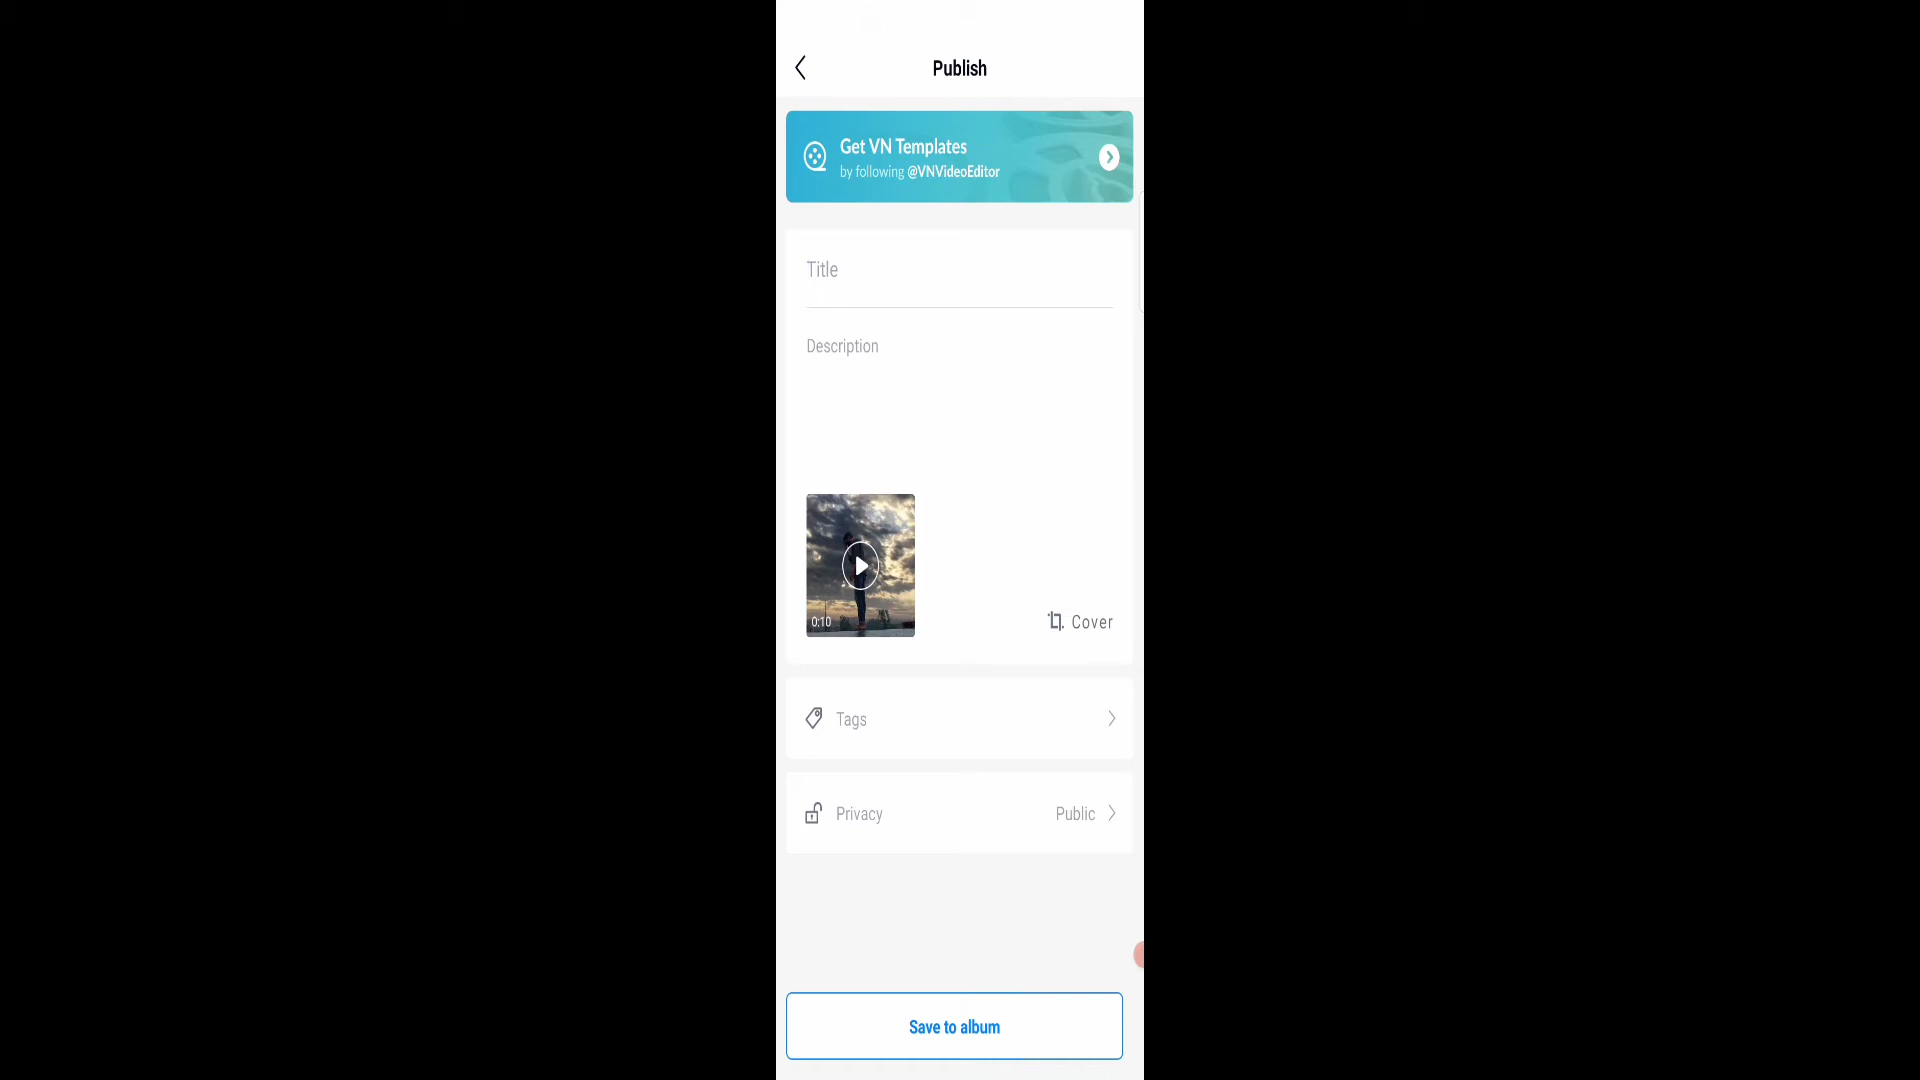 Publish
Get VN Templates
by following @VNVideoEditor
Title
Description
0:10
Cover
Tags
Privacy
Public
Save to album